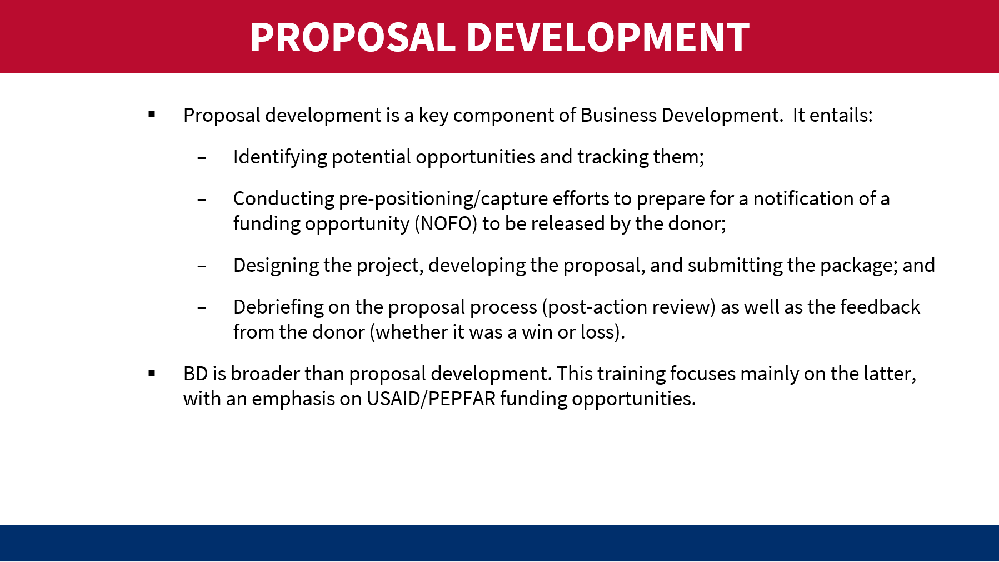 PROPOSAL DEVELOPMENT
▪ Proposal development is a key component of Business Development.  It entails:
– Identifying potential opportunities and tracking them;
– Conducting pre-positioning/capture efforts to prepare for a notification of a
funding opportunity (NOFO) to be released by the donor;
– Designing the project, developing the proposal, and submitting the package; and
– Debriefing on the proposal process (post-action review) as well as the feedback
from the donor (whether it was a win or loss).
▪ BD is broader than proposal development. This training focuses mainly on the latter,
with an emphasis on USAID/PEPFAR funding opportunities.